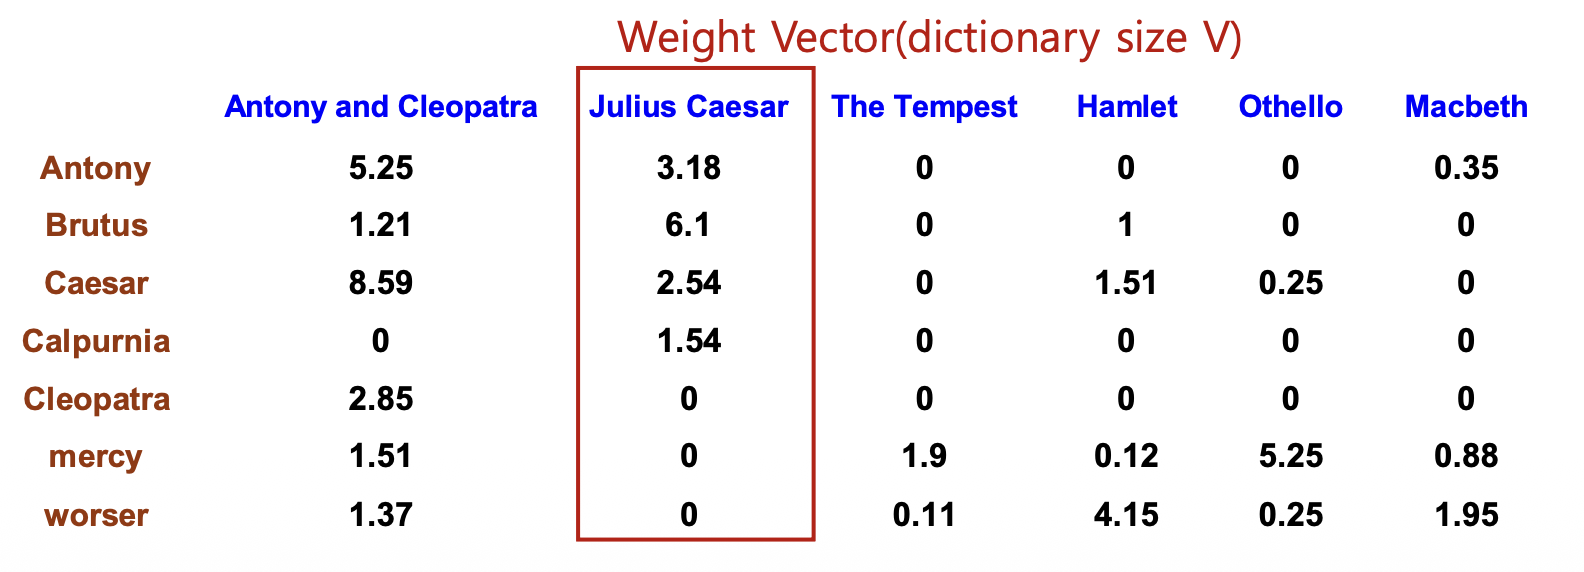 Weight Vector(dictionary size V)
Antony and Cleopatra Julius Caesar The Tempest Hamlet Othello Macbeth
Antony 5.25 3.18 0 0 0 0.35
Brutus 1.21 6.1 0 1 0 0
Caesar 8.59 2.54 0 1.51 0.25 0
Calpurnia 0 1.54 0 0 0 0
Cleopatra 2.85 0 0 0 0 0
mercy 1.51 0 1.9 0.12 5.25 0.88
worser 1.37 0 0.11 4.15 0.25 1.95